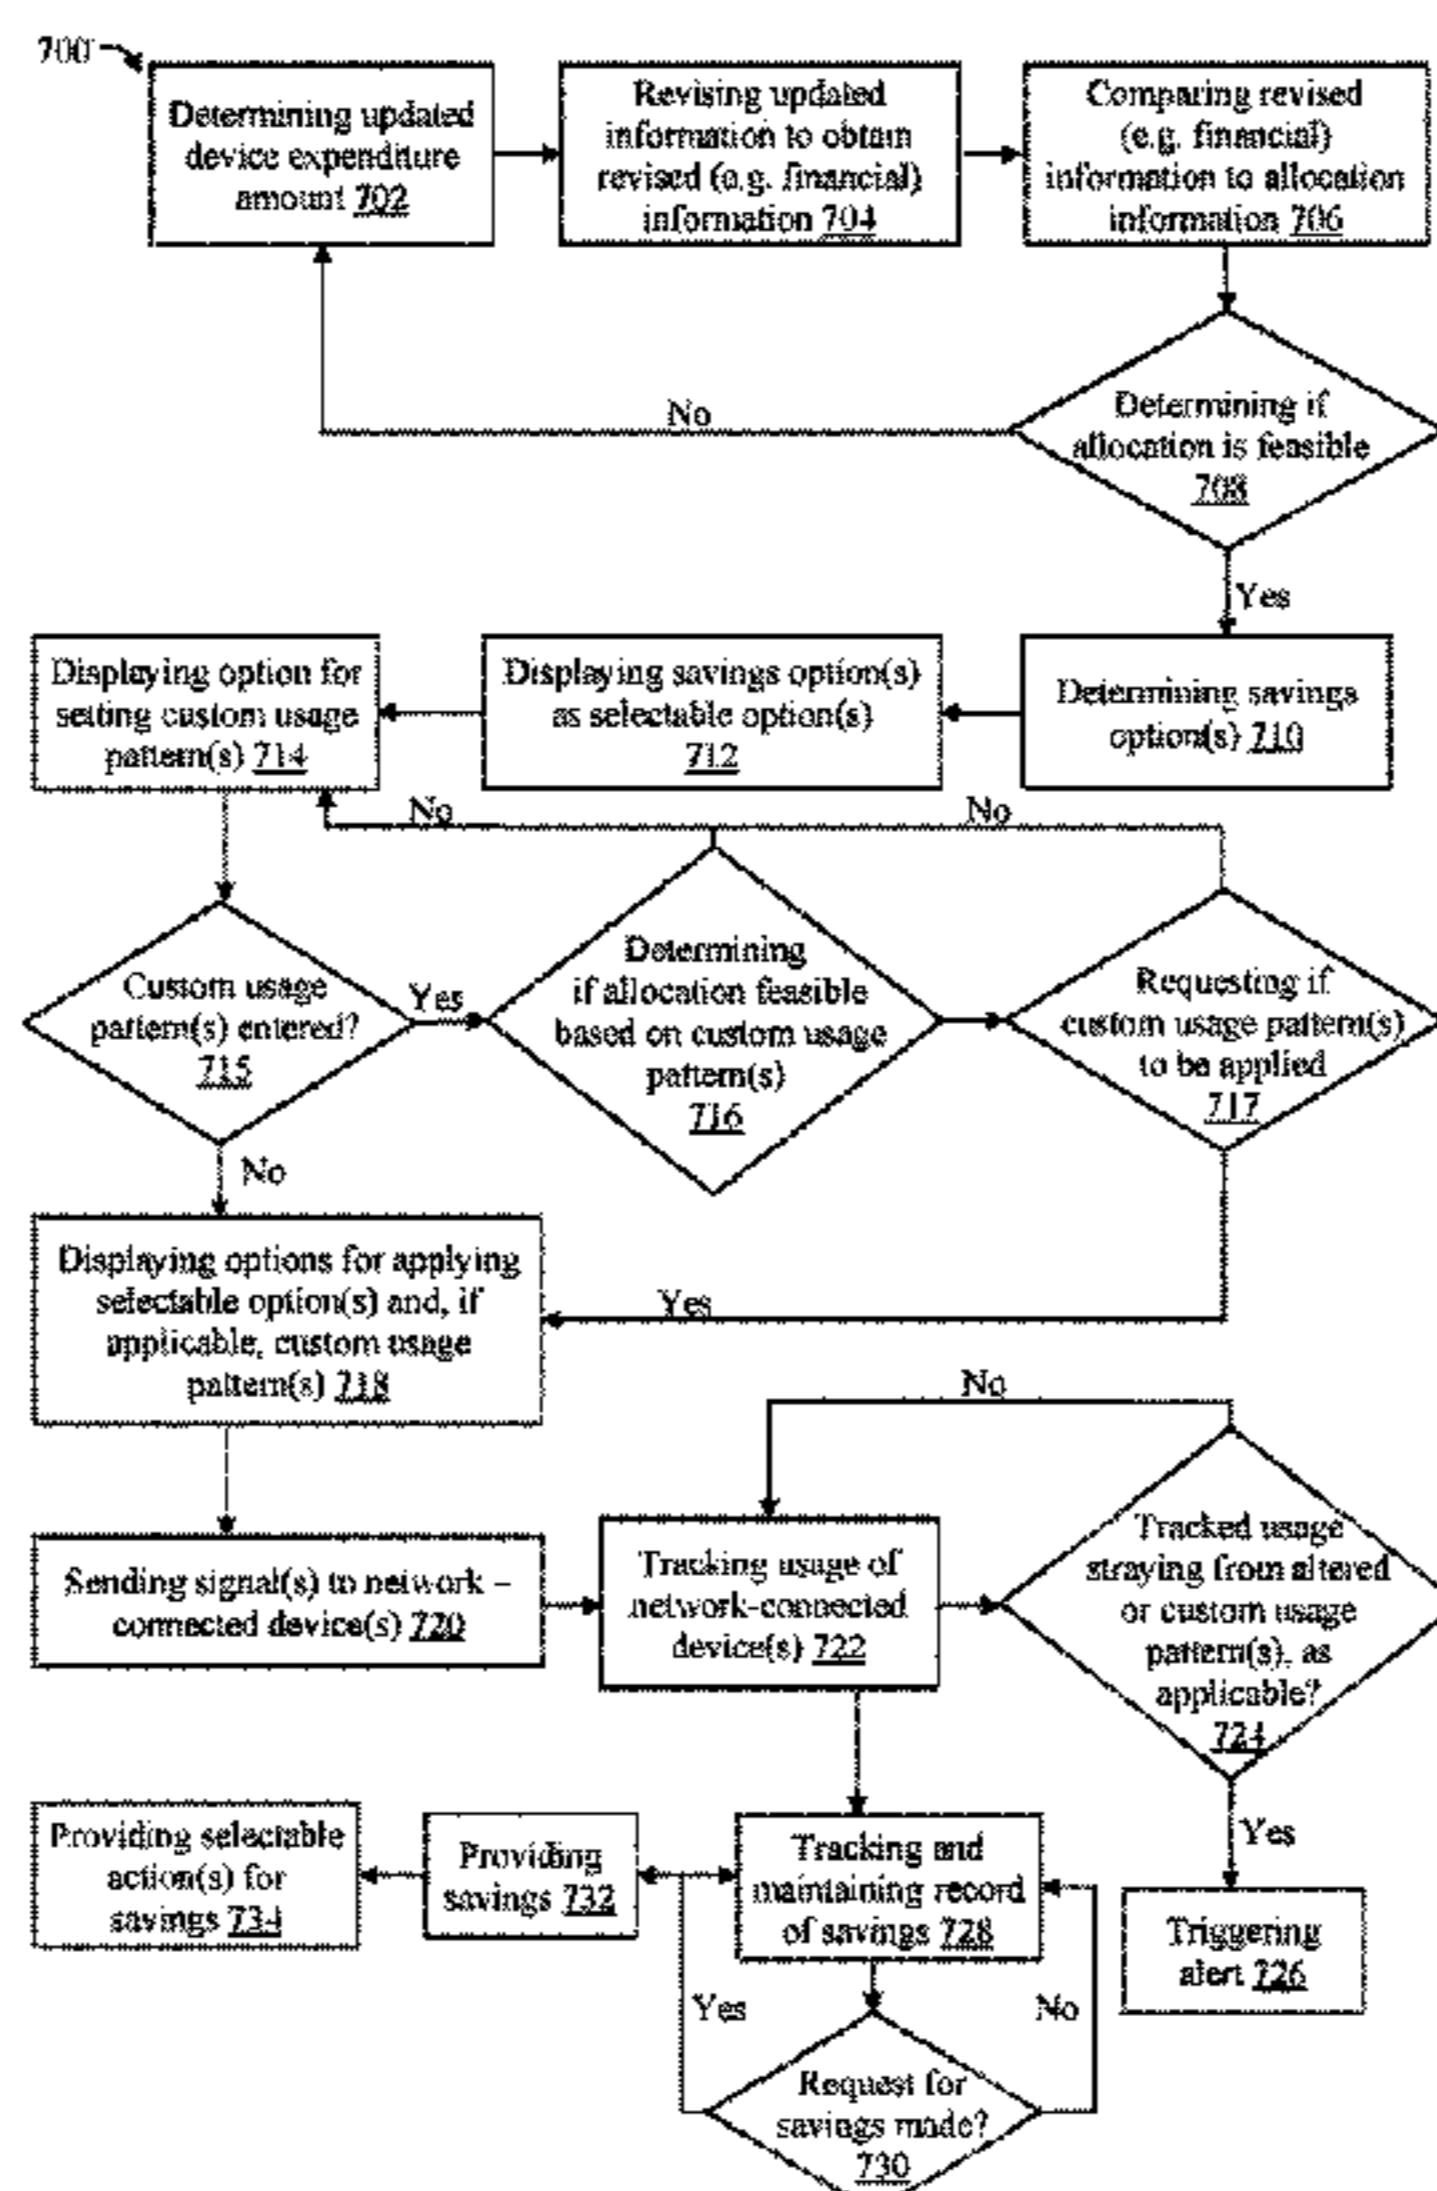 700
Determining updated
device expenditure
amount 702
Revising updated
information to obtain
revised (e.g. financial)
information 704
Comparing revised
(e.g. financial)
information to allocation
information 706
No
Determining if
allocation is feasible
708
Yes
Displaying option for
setting custom usage
pattern(s) 714
Displaying savings option(s)
as selectable option(s)
712
Determining savings
option(s) 710
No
No
Custom usage
pattern(s) entered?
715
Yes
Determining
if allocation feasible
based on custom usage
pattern(s)
716
Requesting if
custom usage pattern(s)
to be applied
717
No
Displaying options for applying
selectable option(s) and, if
applicable, custom usage
pattern(s) 718
Yes
No
Sending signal(s) to network –
connected device(s) 720
Tracking usage of
network-connected
device(s) 722
Tracked usage
straying from altered
or custom usage
pattern(s), as
applicable?
724
Yes
Providing selectable
action(s) for
savings 734
Providing
savings 732
Tracking and
maintaining record
of savings 728
Triggering
alert 726
Yes
No
Request for
savings made?
730